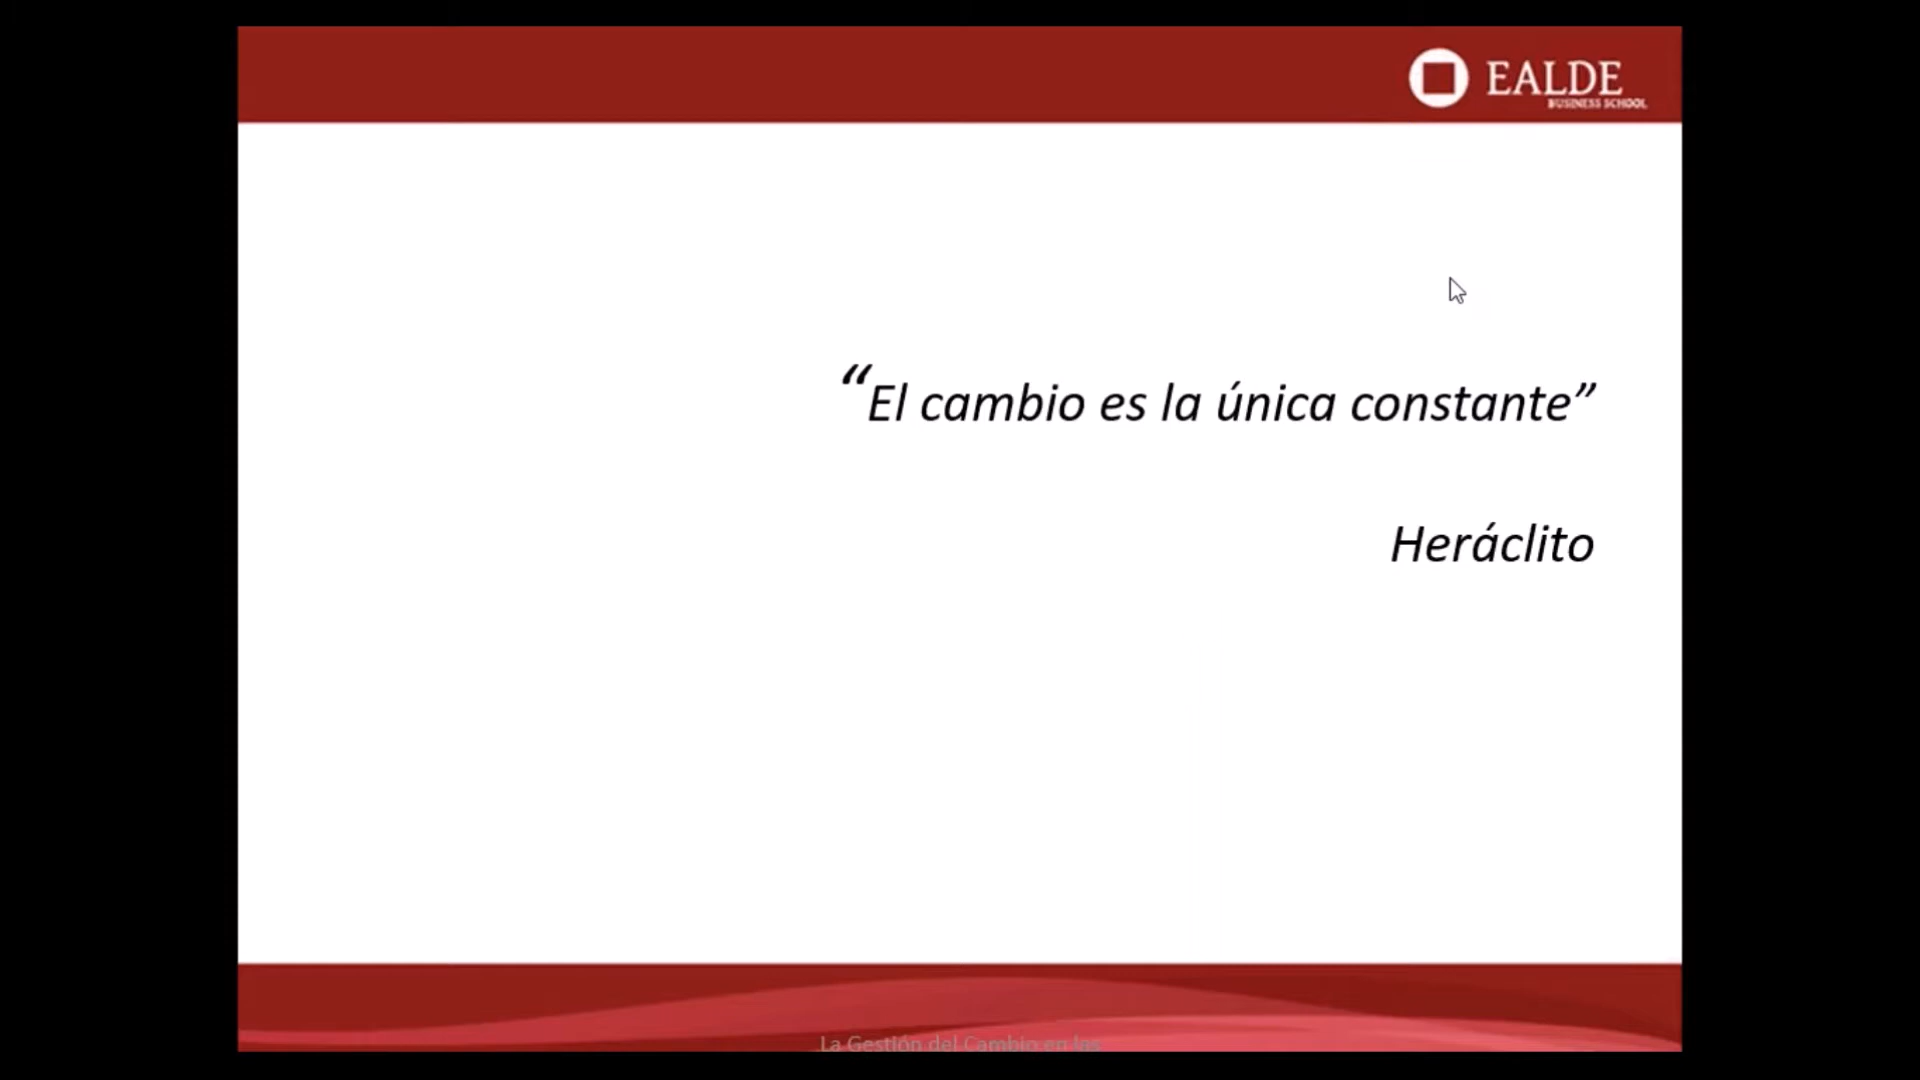 EALDE
BUSINESS SCHOOL
“El cambio es la única constante”
Heráclito
La Gestión del Cambio en las